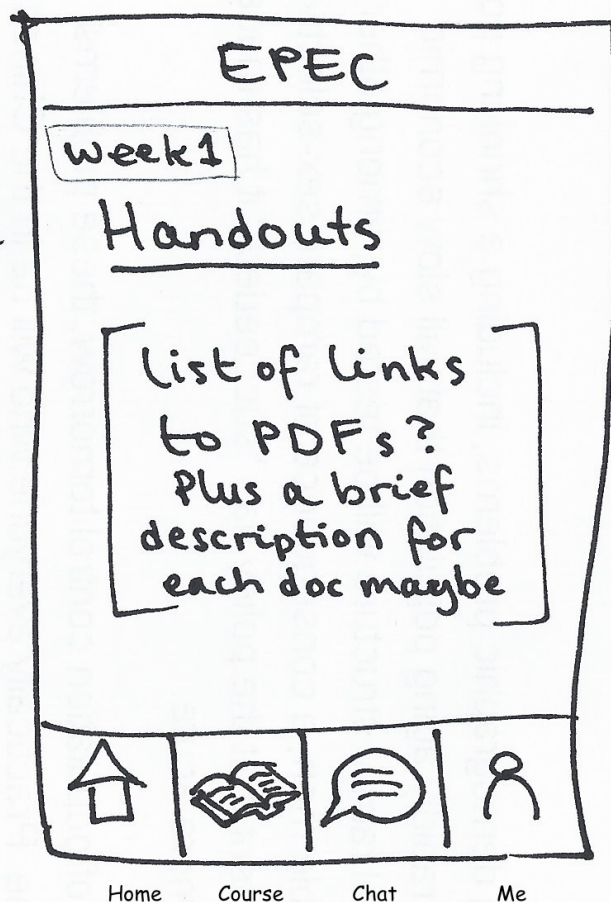 EPEC
week1
Handouts
list of links
to PDFs?
Plus a brief
description for
each doc maybe
Home Course Chat Me